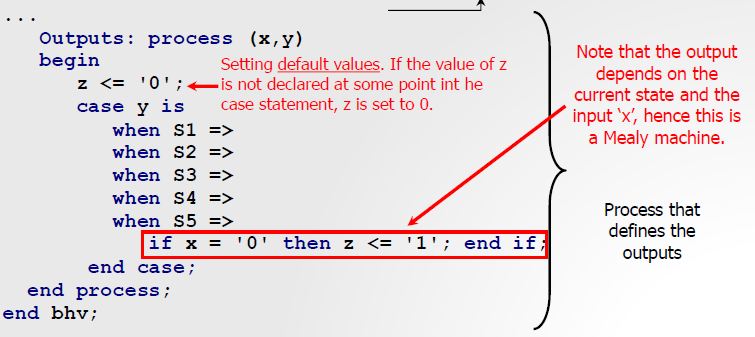 ...
Outputs: process (x,y)
begin
z <= '0';
case y is
when S1 =>
when S2 =>
when S3 =>
when S4 =>
when S5 =>
if x = '0' then z <= '1'; end if;
end case;
end process;
end bhv;
Setting default values. If the value of z
is not declared at some point int he
case statement, z is set to 0.
Note that the output
depends on the
current state and the
input ‘x’, hence this is
a Mealy machine.
Process that
defines the
outputs